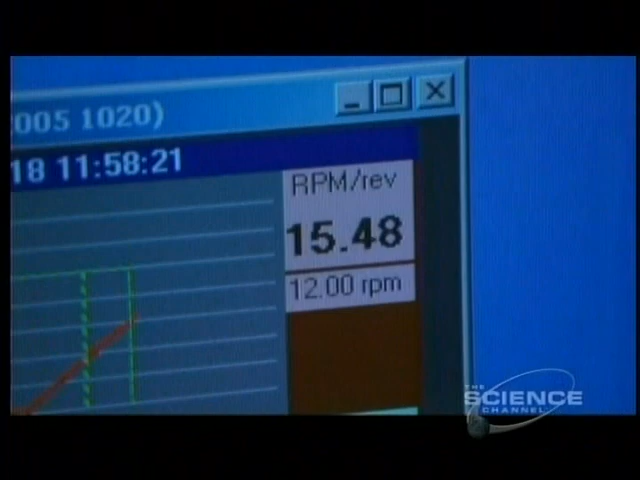 005 1020)
18 11:58:21
RPM/rev
15.48
12.00 rpm
THE
SCIENCE
CHANNEL